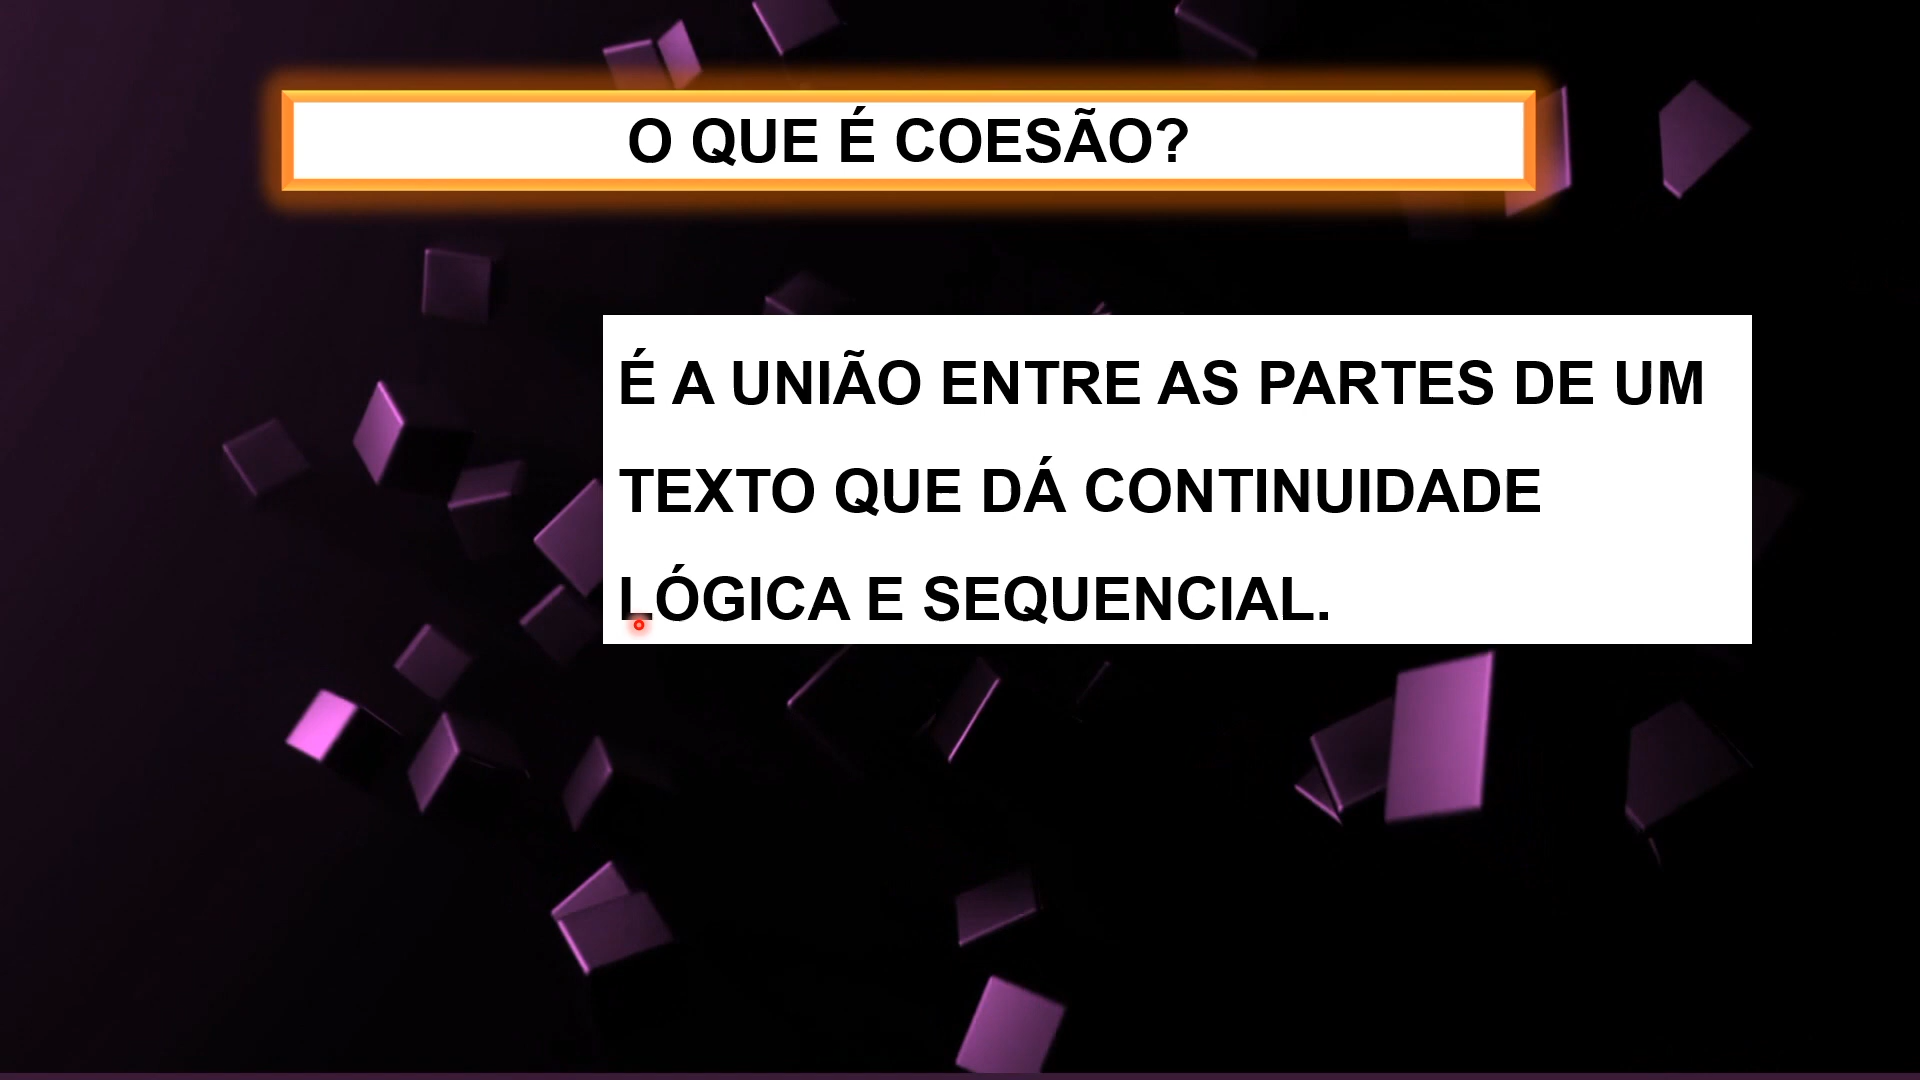 O QUE É COESÃO?
É A UNIÃO ENTRE AS PARTES DE UM
TEXTO QUE DÁ CONTINUIDADE
LÓGICA E SEQUENCIAL.